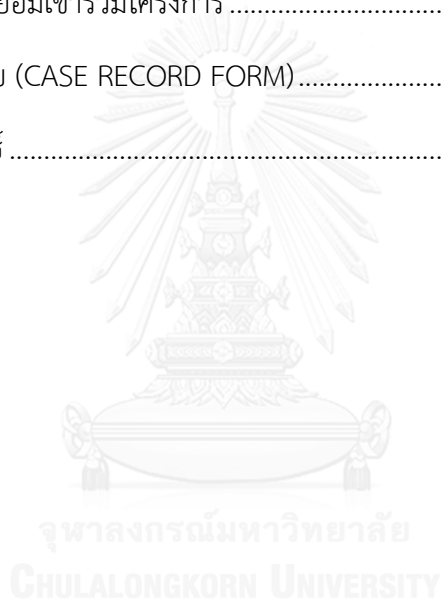 ยอมเข้าร่วมโครงการ ........................................
ย (CASE RECORD FORM) ........................
........................................................................
จุฬาลงกรณ์มหาวิทยาลัย
CHULALONGKORN UNIVERSITY